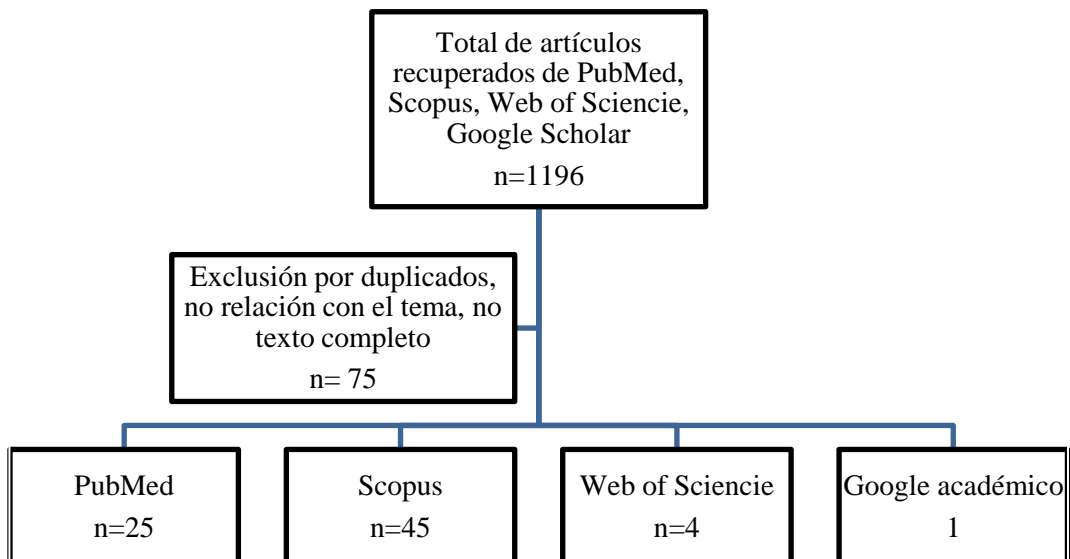 Total de artículos
recuperados de PubMed,
Scopus, Web of Sciencie,
Google Scholar
n=1196
Exclusión por duplicados,
no relación con el tema, no
texto completo
n= 75
PubMed
n=25
Scopus
n=45
Web of Sciencie
n=4
Google académico
1